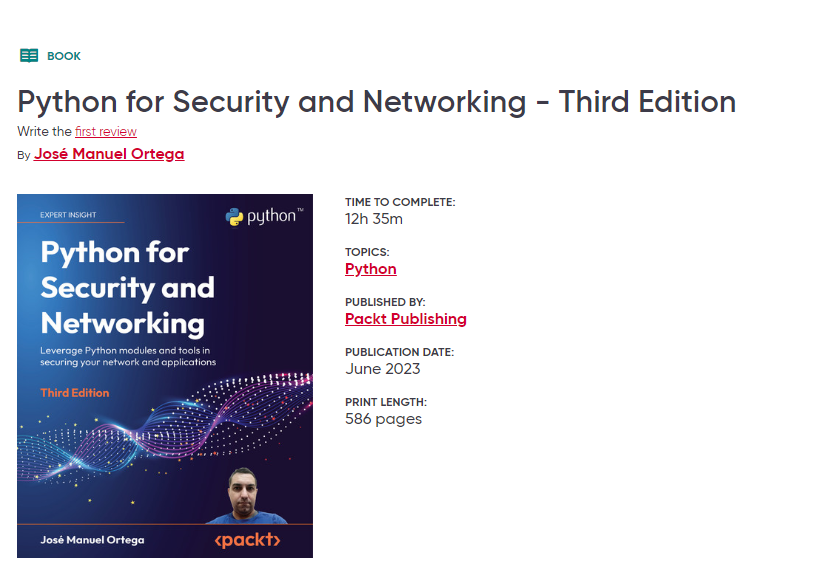 BOOK
Python for Security and Networking - Third Edition
Write the first review
By José Manuel Ortega
EXPERT INSIGHT
python™
Python for
Security and
Networking
Leverage Python modules and tools in
securing your network and applications
Third Edition
José Manuel Ortega
<packt>
TIME TO COMPLETE:
12h 35m
TOPICS:
Python
PUBLISHED BY:
Packt Publishing
PUBLICATION DATE:
June 2023
PRINT LENGTH:
586 pages